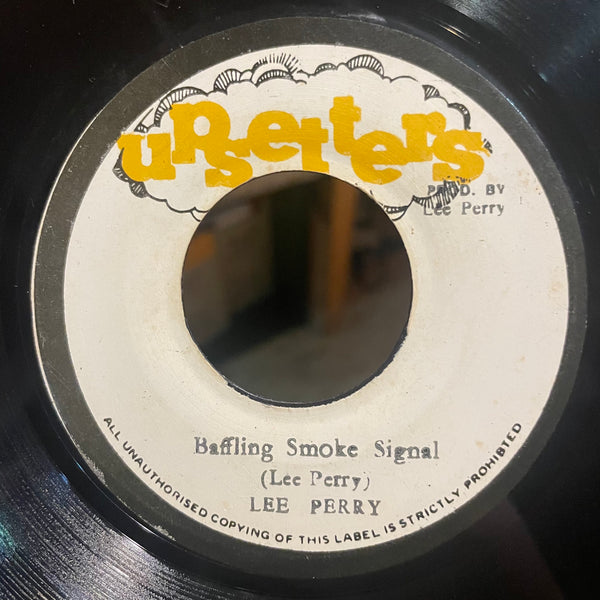 upsetters
PROD. BY
Lee Perry
Baffling Smoke Signal
(Lee Perry)
LEE PERRY
ALL UNAUTHORISED COPYING OF THIS LABEL IS STRICTLY PROHIBITED